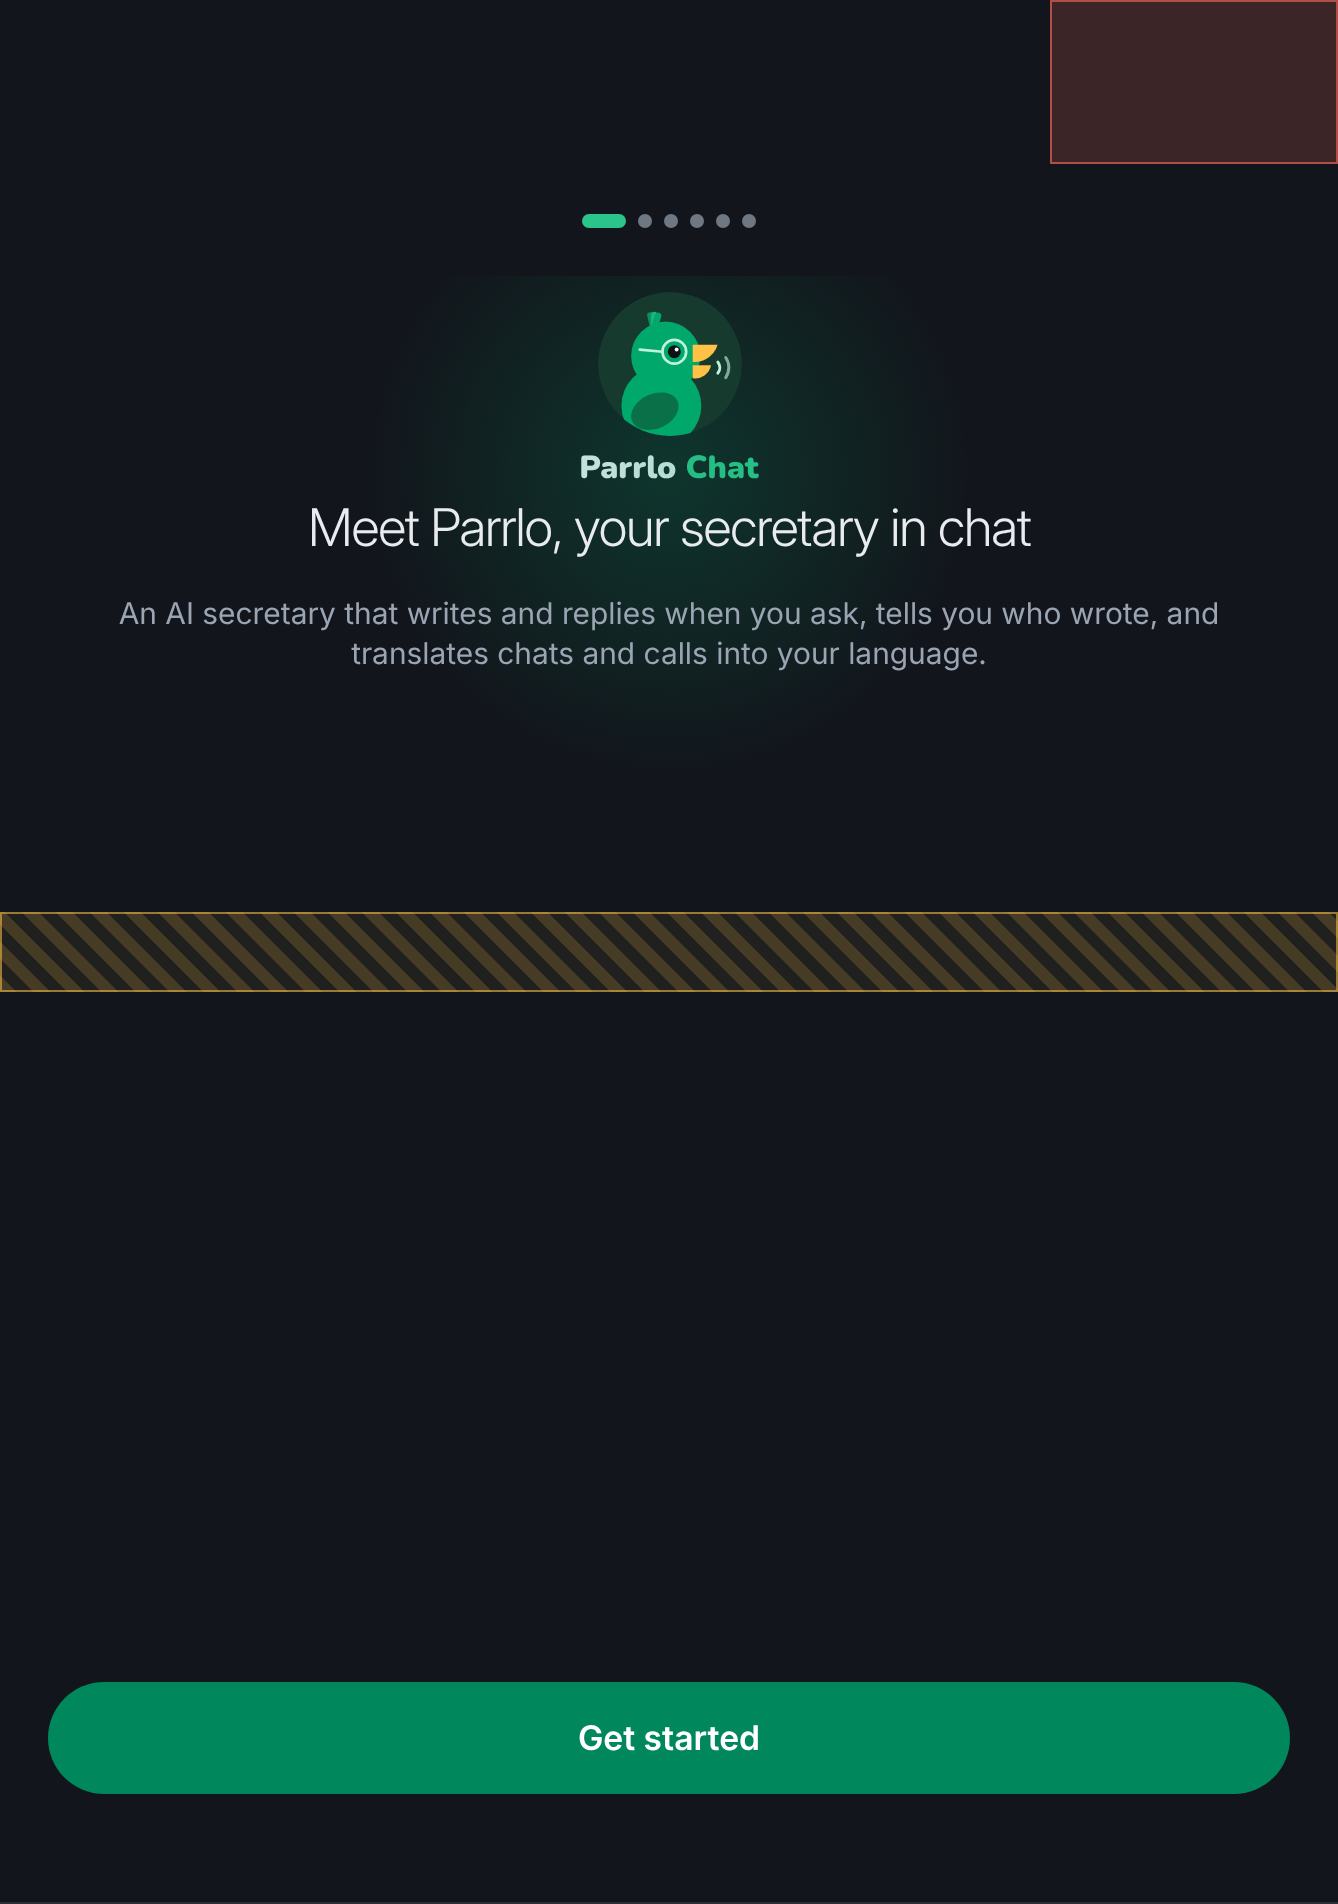 Parrlo Chat
Meet Parrlo, your secretary in chat
An AI secretary that writes and replies when you ask, tells you who wrote, and
translates chats and calls into your language.
Get started